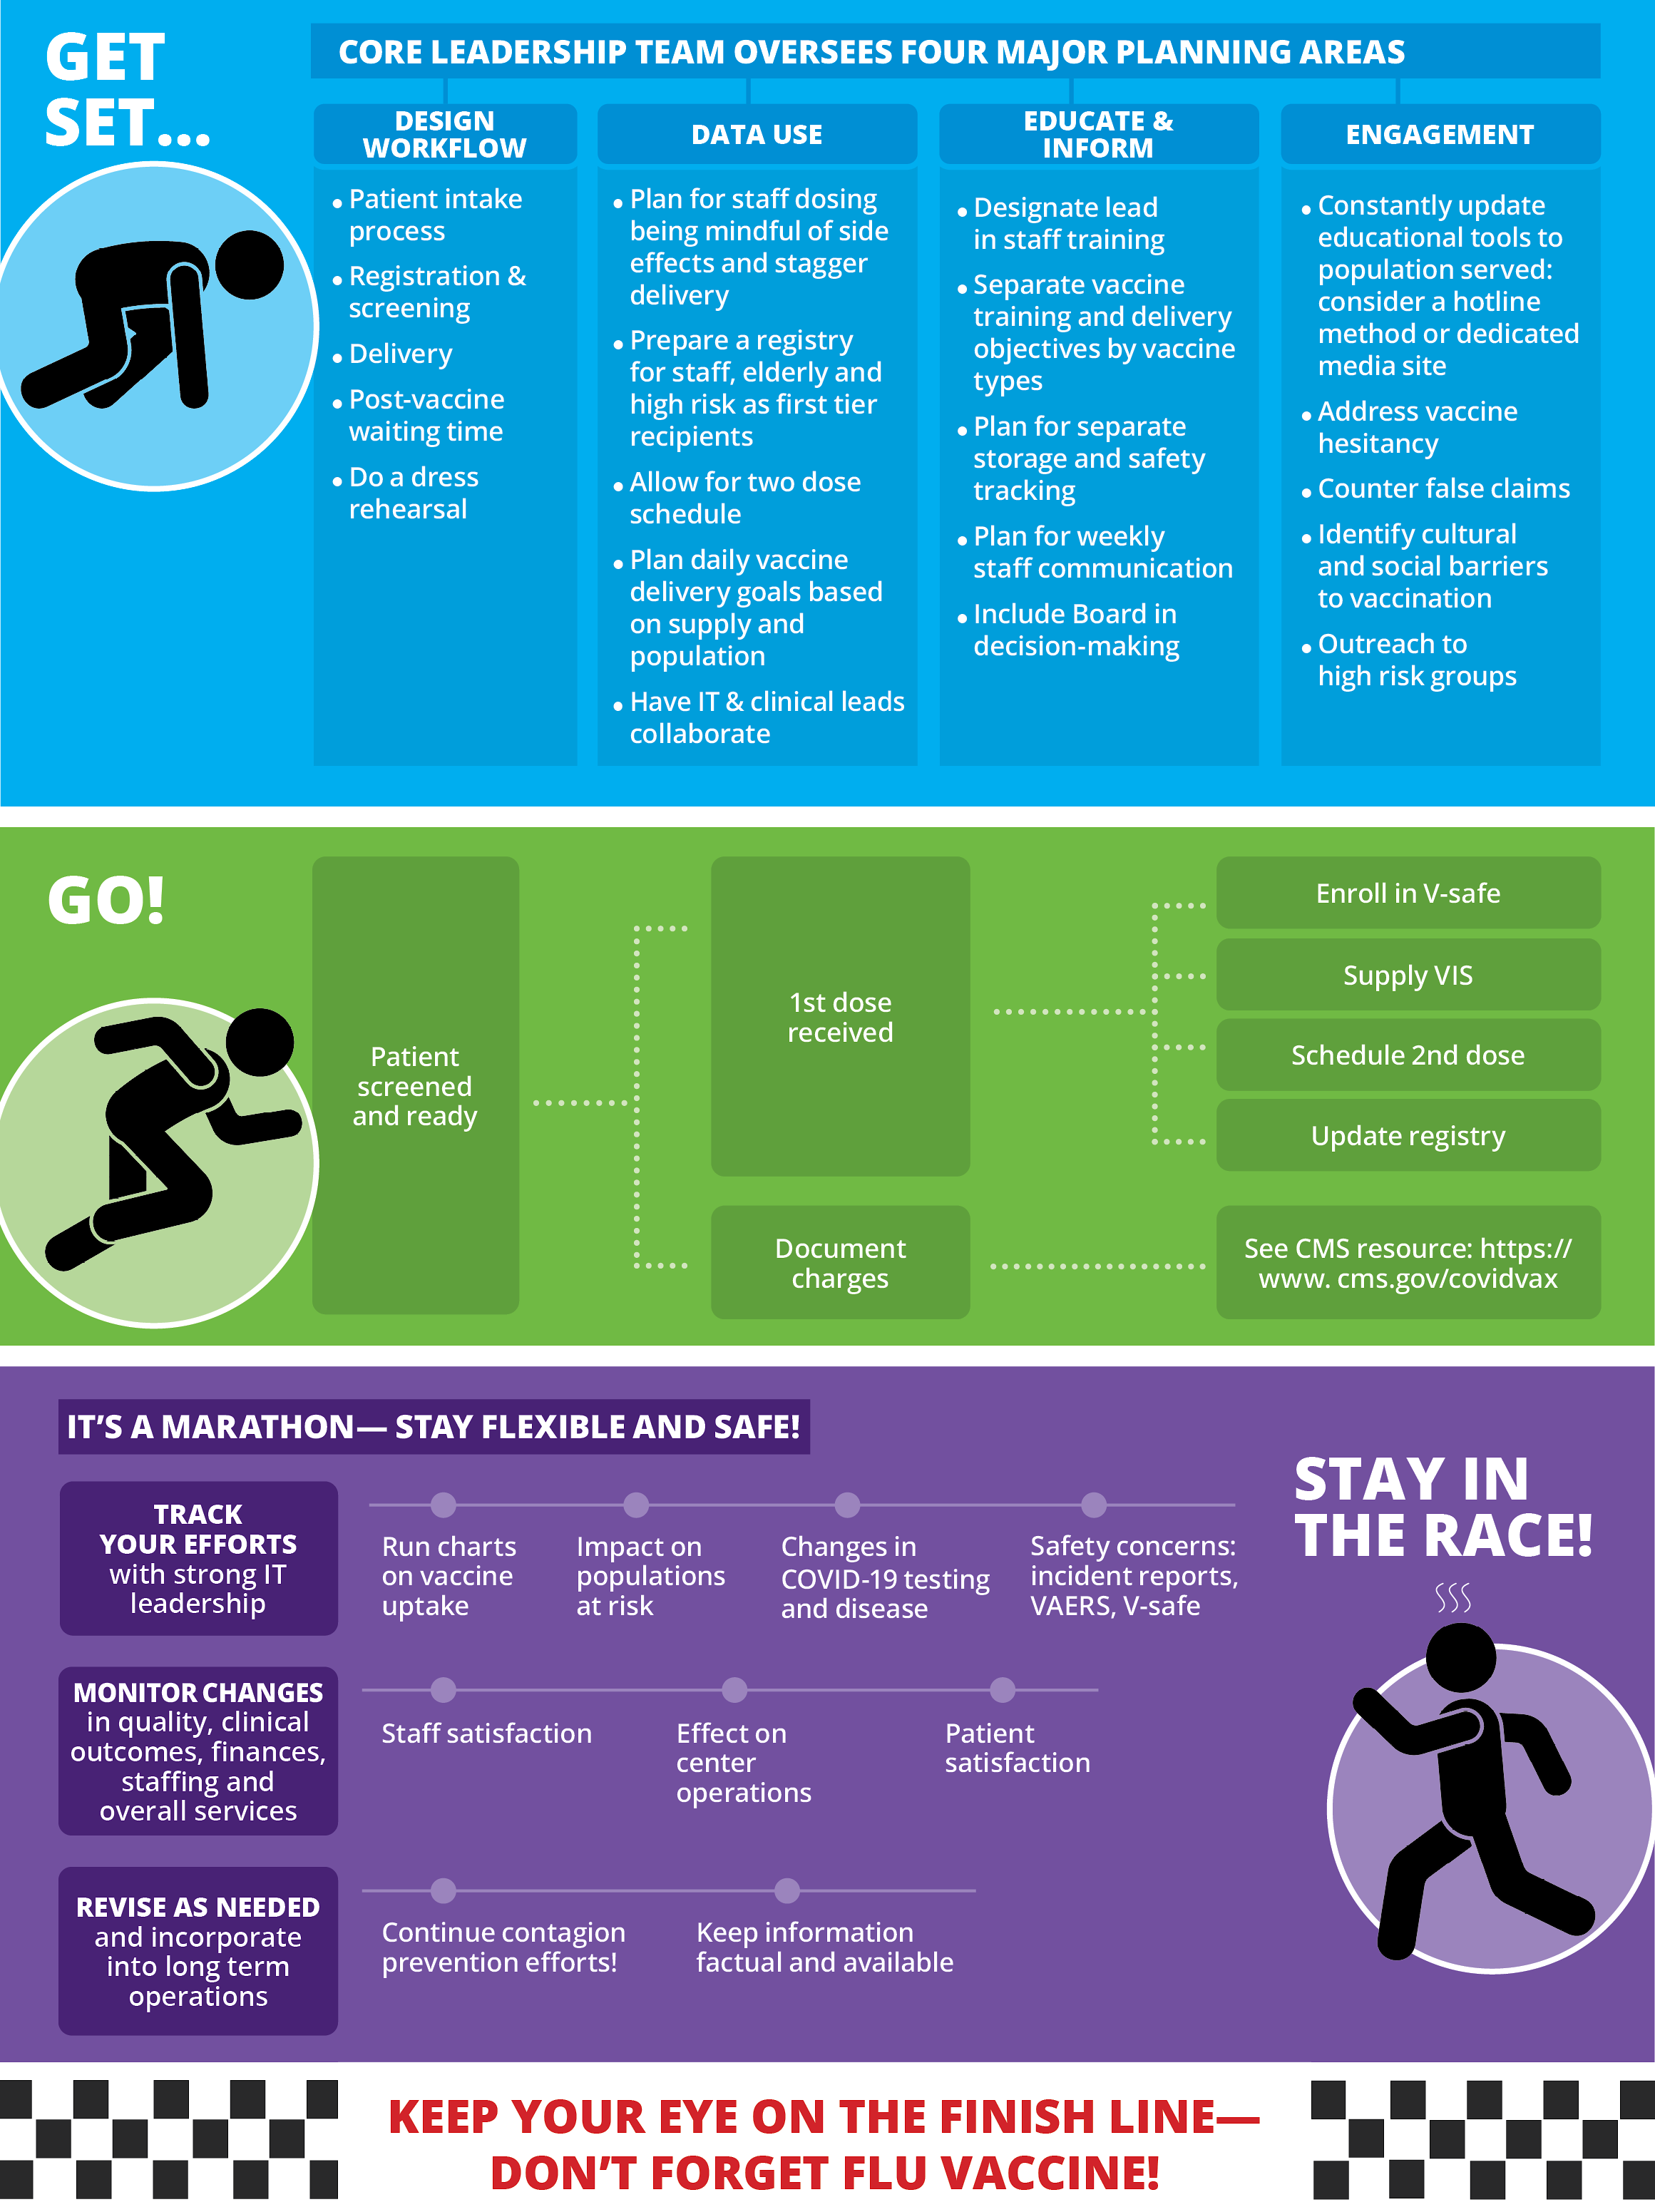 GET
SET...
CORE LEADERSHIP TEAM OVERSEES FOUR MAJOR PLANNING AREAS
DESIGN
WORKFLOW
• Patient intake
process
• Registration &
screening
• Delivery
• Post-vaccine
waiting time
• Do a dress
rehearsal
DATA USE
• Plan for staff dosing
being mindful of side
effects and stagger
delivery
• Prepare a registry
for staff, elderly and
high risk as first tier
recipients
• Allow for two dose
schedule
• Plan daily vaccine
delivery goals based
on supply and
population
• Have IT & clinical leads
collaborate
EDUCATE &
INFORM
• Designate lead
in staff training
• Separate vaccine
training and delivery
objectives by vaccine
types
• Plan for separate
storage and safety
tracking
• Plan for weekly
staff communication
• Include Board in
decision-making
ENGAGEMENT
• Constantly update
educational tools to
population served:
consider a hotline
method or dedicated
media site
• Address vaccine
hesitancy
• Counter false claims
• Identify cultural
and social barriers
to vaccination
• Outreach to
high risk groups
GO!
Patient
screened
and ready
1st dose
received
Enroll in V-safe
Supply VIS
Schedule 2nd dose
Update registry
Document
charges
See CMS resource: https://
www. cms.gov/covidvax
IT'S A MARATHON— STAY FLEXIBLE AND SAFE!
STAY IN
THE RACE!
TRACK
YOUR EFFORTS
with strong IT
leadership
Run charts
on vaccine
uptake
Impact on
populations
at risk
Changes in
COVID-19 testing
and disease
Safety concerns:
incident reports,
VAERS, V-safe
MONITOR CHANGES
in quality, clinical
outcomes, finances,
staffing and
overall services
Staff satisfaction
Effect on
center
operations
Patient
satisfaction
REVISE AS NEEDED
and incorporate
into long term
operations
Continue contagion
prevention efforts!
Keep information
factual and available
KEEP YOUR EYE ON THE FINISH LINE—
DON'T FORGET FLU VACCINE!